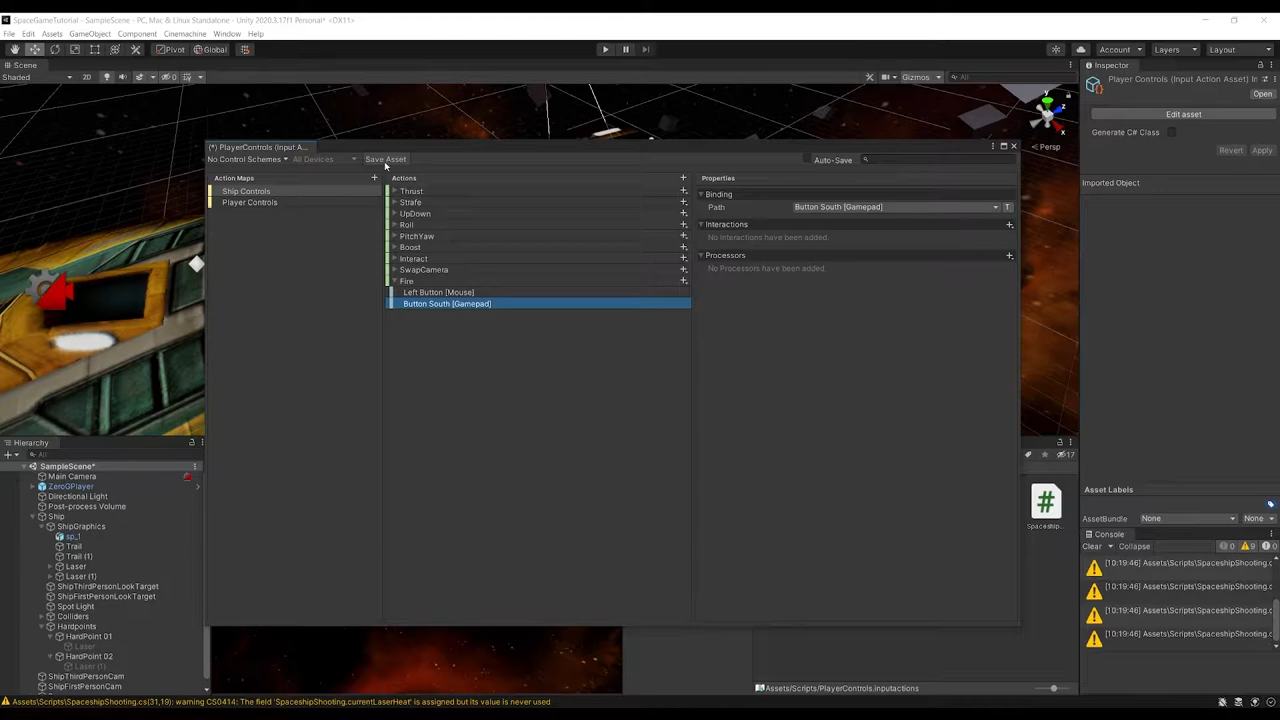 SpaceGameTutorial - SampleScene - PC, Mac & Linux Standalone - Unity 2020.3.17f1 Personal* <DX11>
File Edit Assets GameObject Component Cinemachine Window Help
Pivot Global Account Layers Layout
Scene
Shaded 2D 0 Gizmos All
y x z
Persp
(*) PlayerControls (Input A...
No Control Schemes All Devices Save Asset Auto-Save
Action Maps
Ship Controls
Player Controls
Actions
Thrust
Strafe
UpDown
Roll
PitchYaw
Boost
Interact
SwapCamera
Fire
Left Button [Mouse]
Button South [Gamepad]
Properties
Binding
Path Button South [Gamepad] T
Interactions
No Interactions have been added.
Processors
No Processors have been added.
Inspector
Player Controls (Input Action Asset) I
Open
Edit asset
Generate C# Class
Revert Apply
Imported Object
Asset Labels
AssetBundle None None
Hierarchy
All
SampleScene*
Main Camera
ZeroGPlayer
Directional Light
Post-process Volume
Ship
ShipGraphics
sp_1
Trail
Trail (1)
Laser
Laser (1)
ShipThirdPersonLookTarget
ShipFirstPersonLookTarget
Spot Light
Colliders
Hardpoints
HardPoint 01
Laser
HardPoint 02
Laser (1)
ShipThirdPersonCam
ShipFirstPersonCam
17
#
Spaceship...
Assets/Scripts/PlayerControls.inputactions
Console
Clear Collapse 0 9 0
[10:19:46] Assets\Scripts\SpaceshipShooting.c
[10:19:46] Assets\Scripts\SpaceshipShooting.c
[10:19:46] Assets\Scripts\SpaceshipShooting.c
[10:19:46] Assets\Scripts\SpaceshipShooting.c
Assets\Scripts\SpaceshipShooting.cs(31,19): warning CS0414: The field 'SpaceshipShooting.currentLaserHeat' is assigned but its value is never used